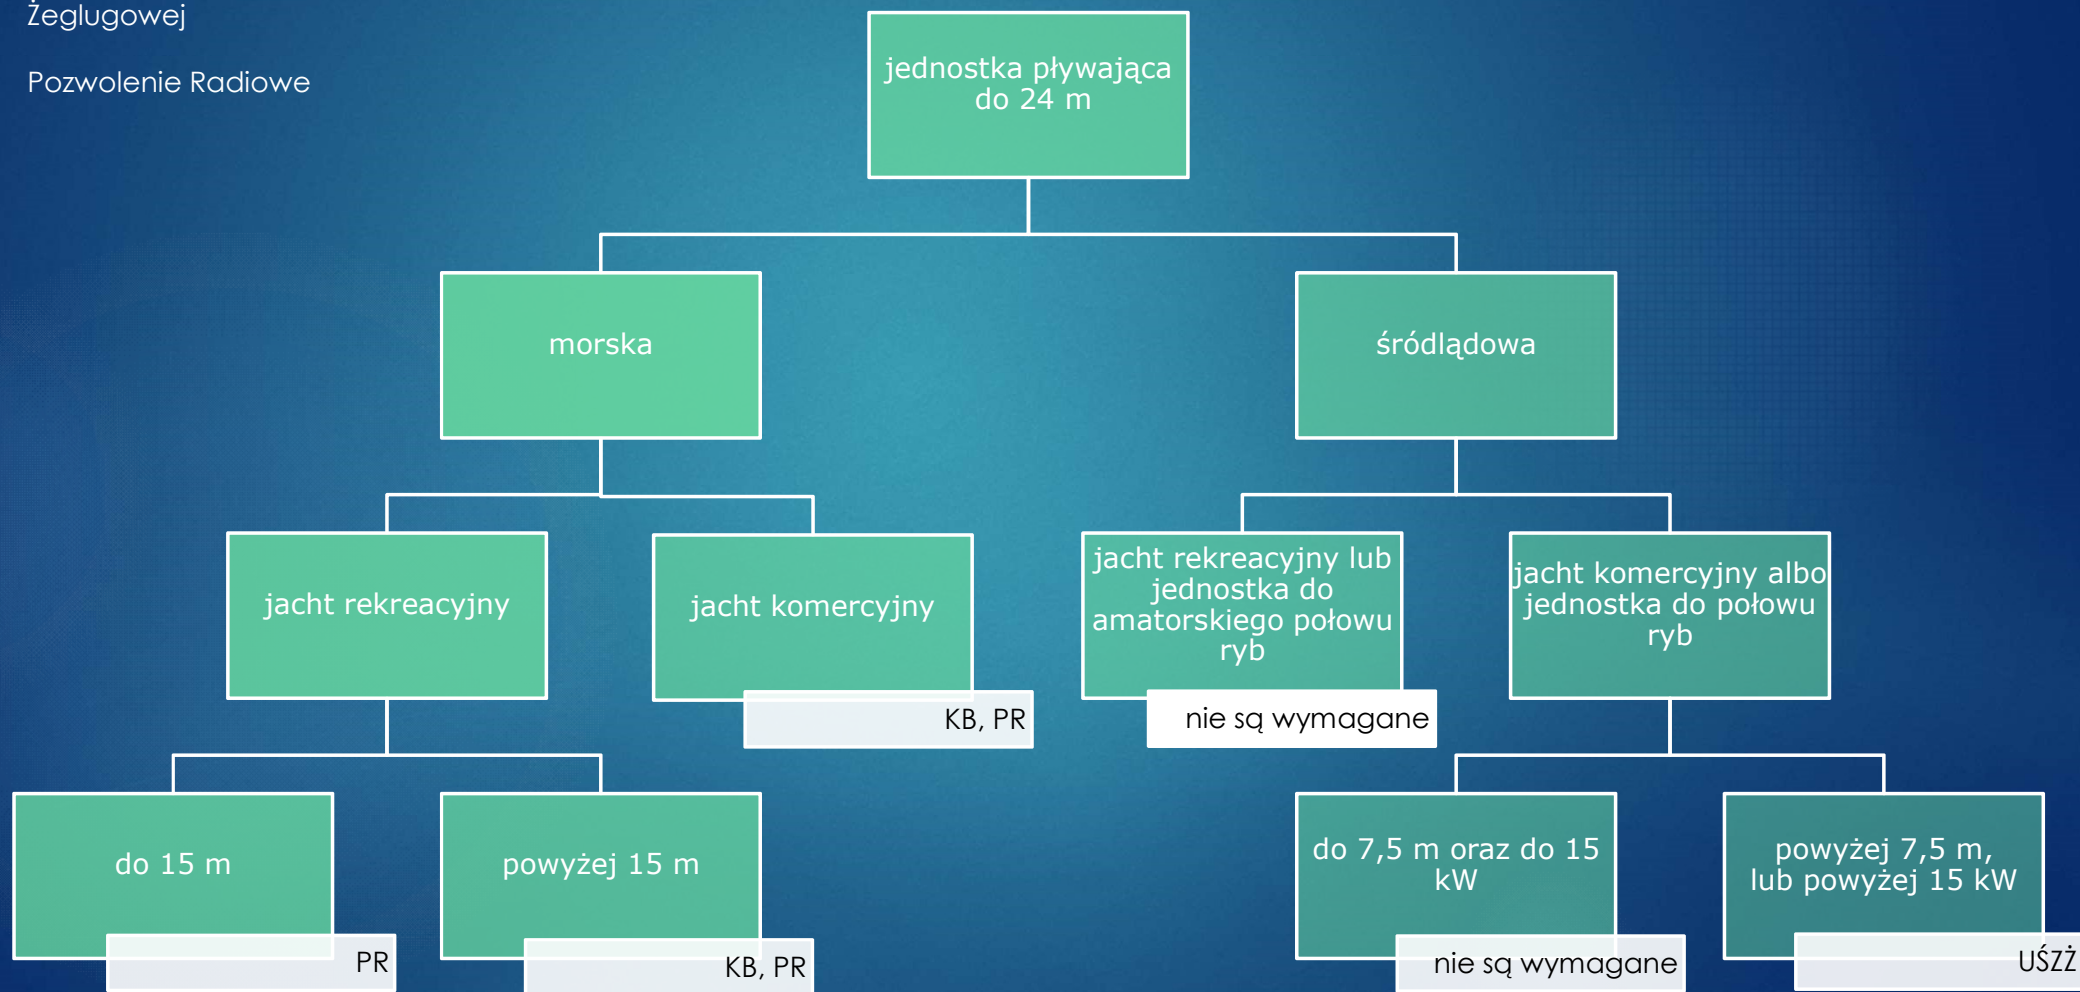 Żeglugowej
Pozwolenie Radiowe
jednostka pływająca
do 24 m
morska
śródlądowa
jacht rekreacyjny
jacht komercyjny
KB, PR
jacht rekreacyjny lub
jednostka do
amatorskiego połowu
ryb
nie są wymagane
jacht komercyjny albo
jednostka do połowu
ryb
do 15 m
PR
powyżej 15 m
KB, PR
do 7,5 m oraz do 15
kW
nie są wymagane
powyżej 7,5 m,
lub powyżej 15 kW
UŚZŻ